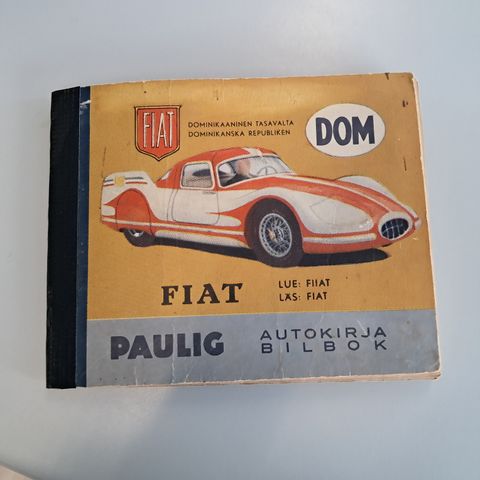 FIAT
DOMINIKAANINEN TASAVALTA
DOMINIKANSKA REPUBLIKEN
DOM
FIAT
LUE: FIIAT
LÄS: FIAT
PAULIG
AUTOKIRJA
BILBOK